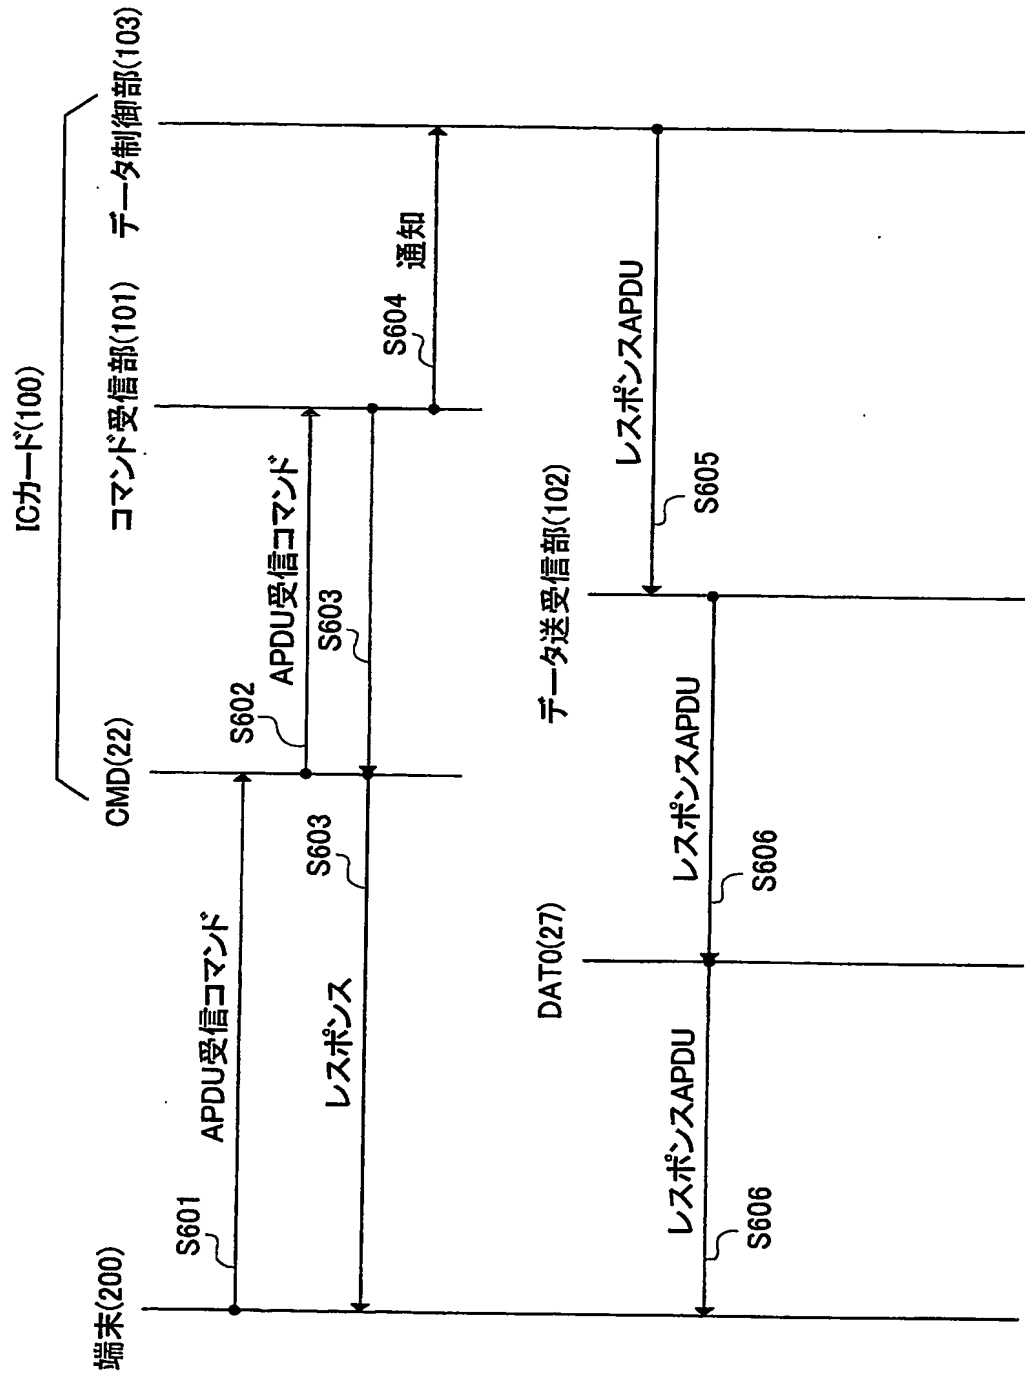 ICカード(100)
端末(200)
CMD(22)
コマンド受信部(101)
データ制御部(103)
S601
APDU受信コマンド
S602
APDU受信コマンド
レスポンス
S603
S603
S604
通知
DAT0(27)
データ送受信部(102)
レスポンスAPDU
S605
レスポンスAPDU
S606
レスポンスAPDU
S606